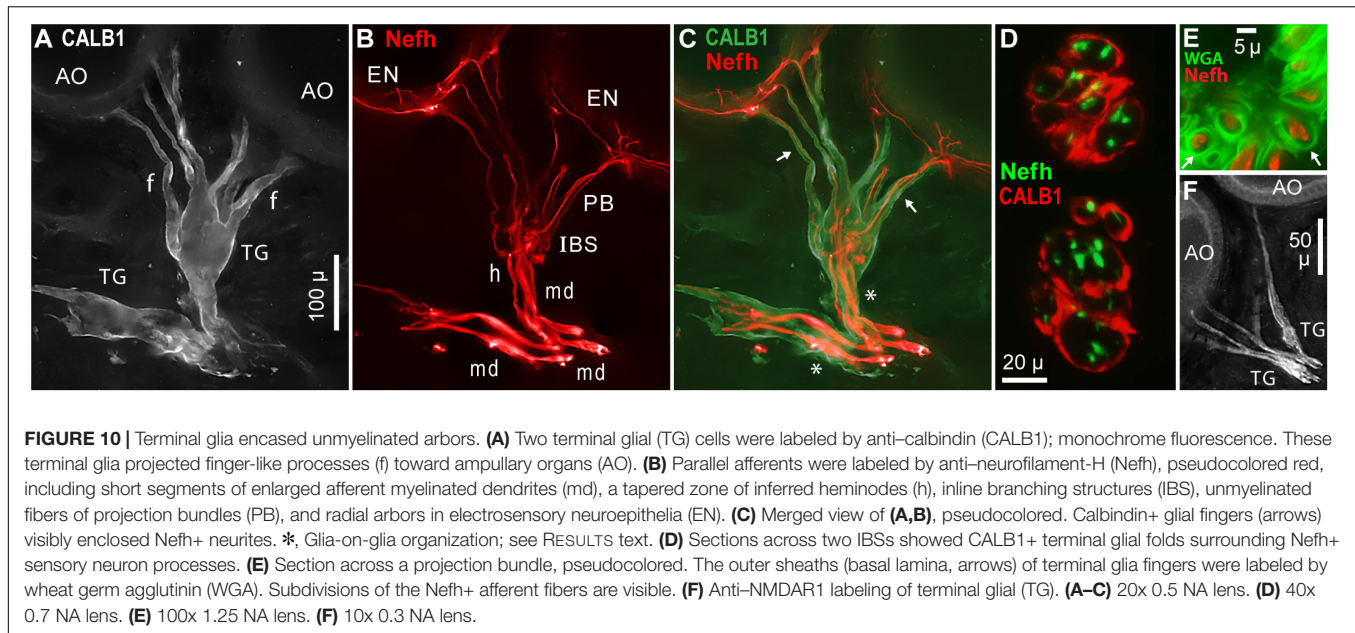 A CALB1
AO
AO
f
f
TG
TG
100 µ
B Nefh
EN
EN
PB
IBS
h
md
md
md
C CALB1
Nefh
*
*
D
Nefh
CALB1
20 µ
E
5 µ
WGA
Nefh
F
AO
AO
50
µ
TG
TG
FIGURE 10 | Terminal glia encased unmyelinated arbors. (A) Two terminal glial (TG) cells were labeled by anti–calbindin (CALB1); monochrome fluorescence. These
terminal glia projected finger-like processes (f) toward ampullary organs (AO). (B) Parallel afferents were labeled by anti–neurofilament-H (Nefh), pseudocolored red,
including short segments of enlarged afferent myelinated dendrites (md), a tapered zone of inferred heminodes (h), inline branching structures (IBS), unmyelinated
fibers of projection bundles (PB), and radial arbors in electrosensory neuroepithelia (EN). (C) Merged view of (A,B), pseudocolored. Calbindin+ glial fingers (arrows)
visibly enclosed Nefh+ neurites. *, Glia-on-glia organization; see RESULTS text. (D) Sections across two IBSs showed CALB1+ terminal glial folds surrounding Nefh+
sensory neuron processes. (E) Section across a projection bundle, pseudocolored. The outer sheaths (basal lamina, arrows) of terminal glia fingers were labeled by
wheat germ agglutinin (WGA). Subdivisions of the Nefh+ afferent fibers are visible. (F) Anti–NMDAR1 labeling of terminal glial (TG). (A–C) 20x 0.5 NA lens. (D) 40x
0.7 NA lens. (E) 100x 1.25 NA lens. (F) 10x 0.3 NA lens.